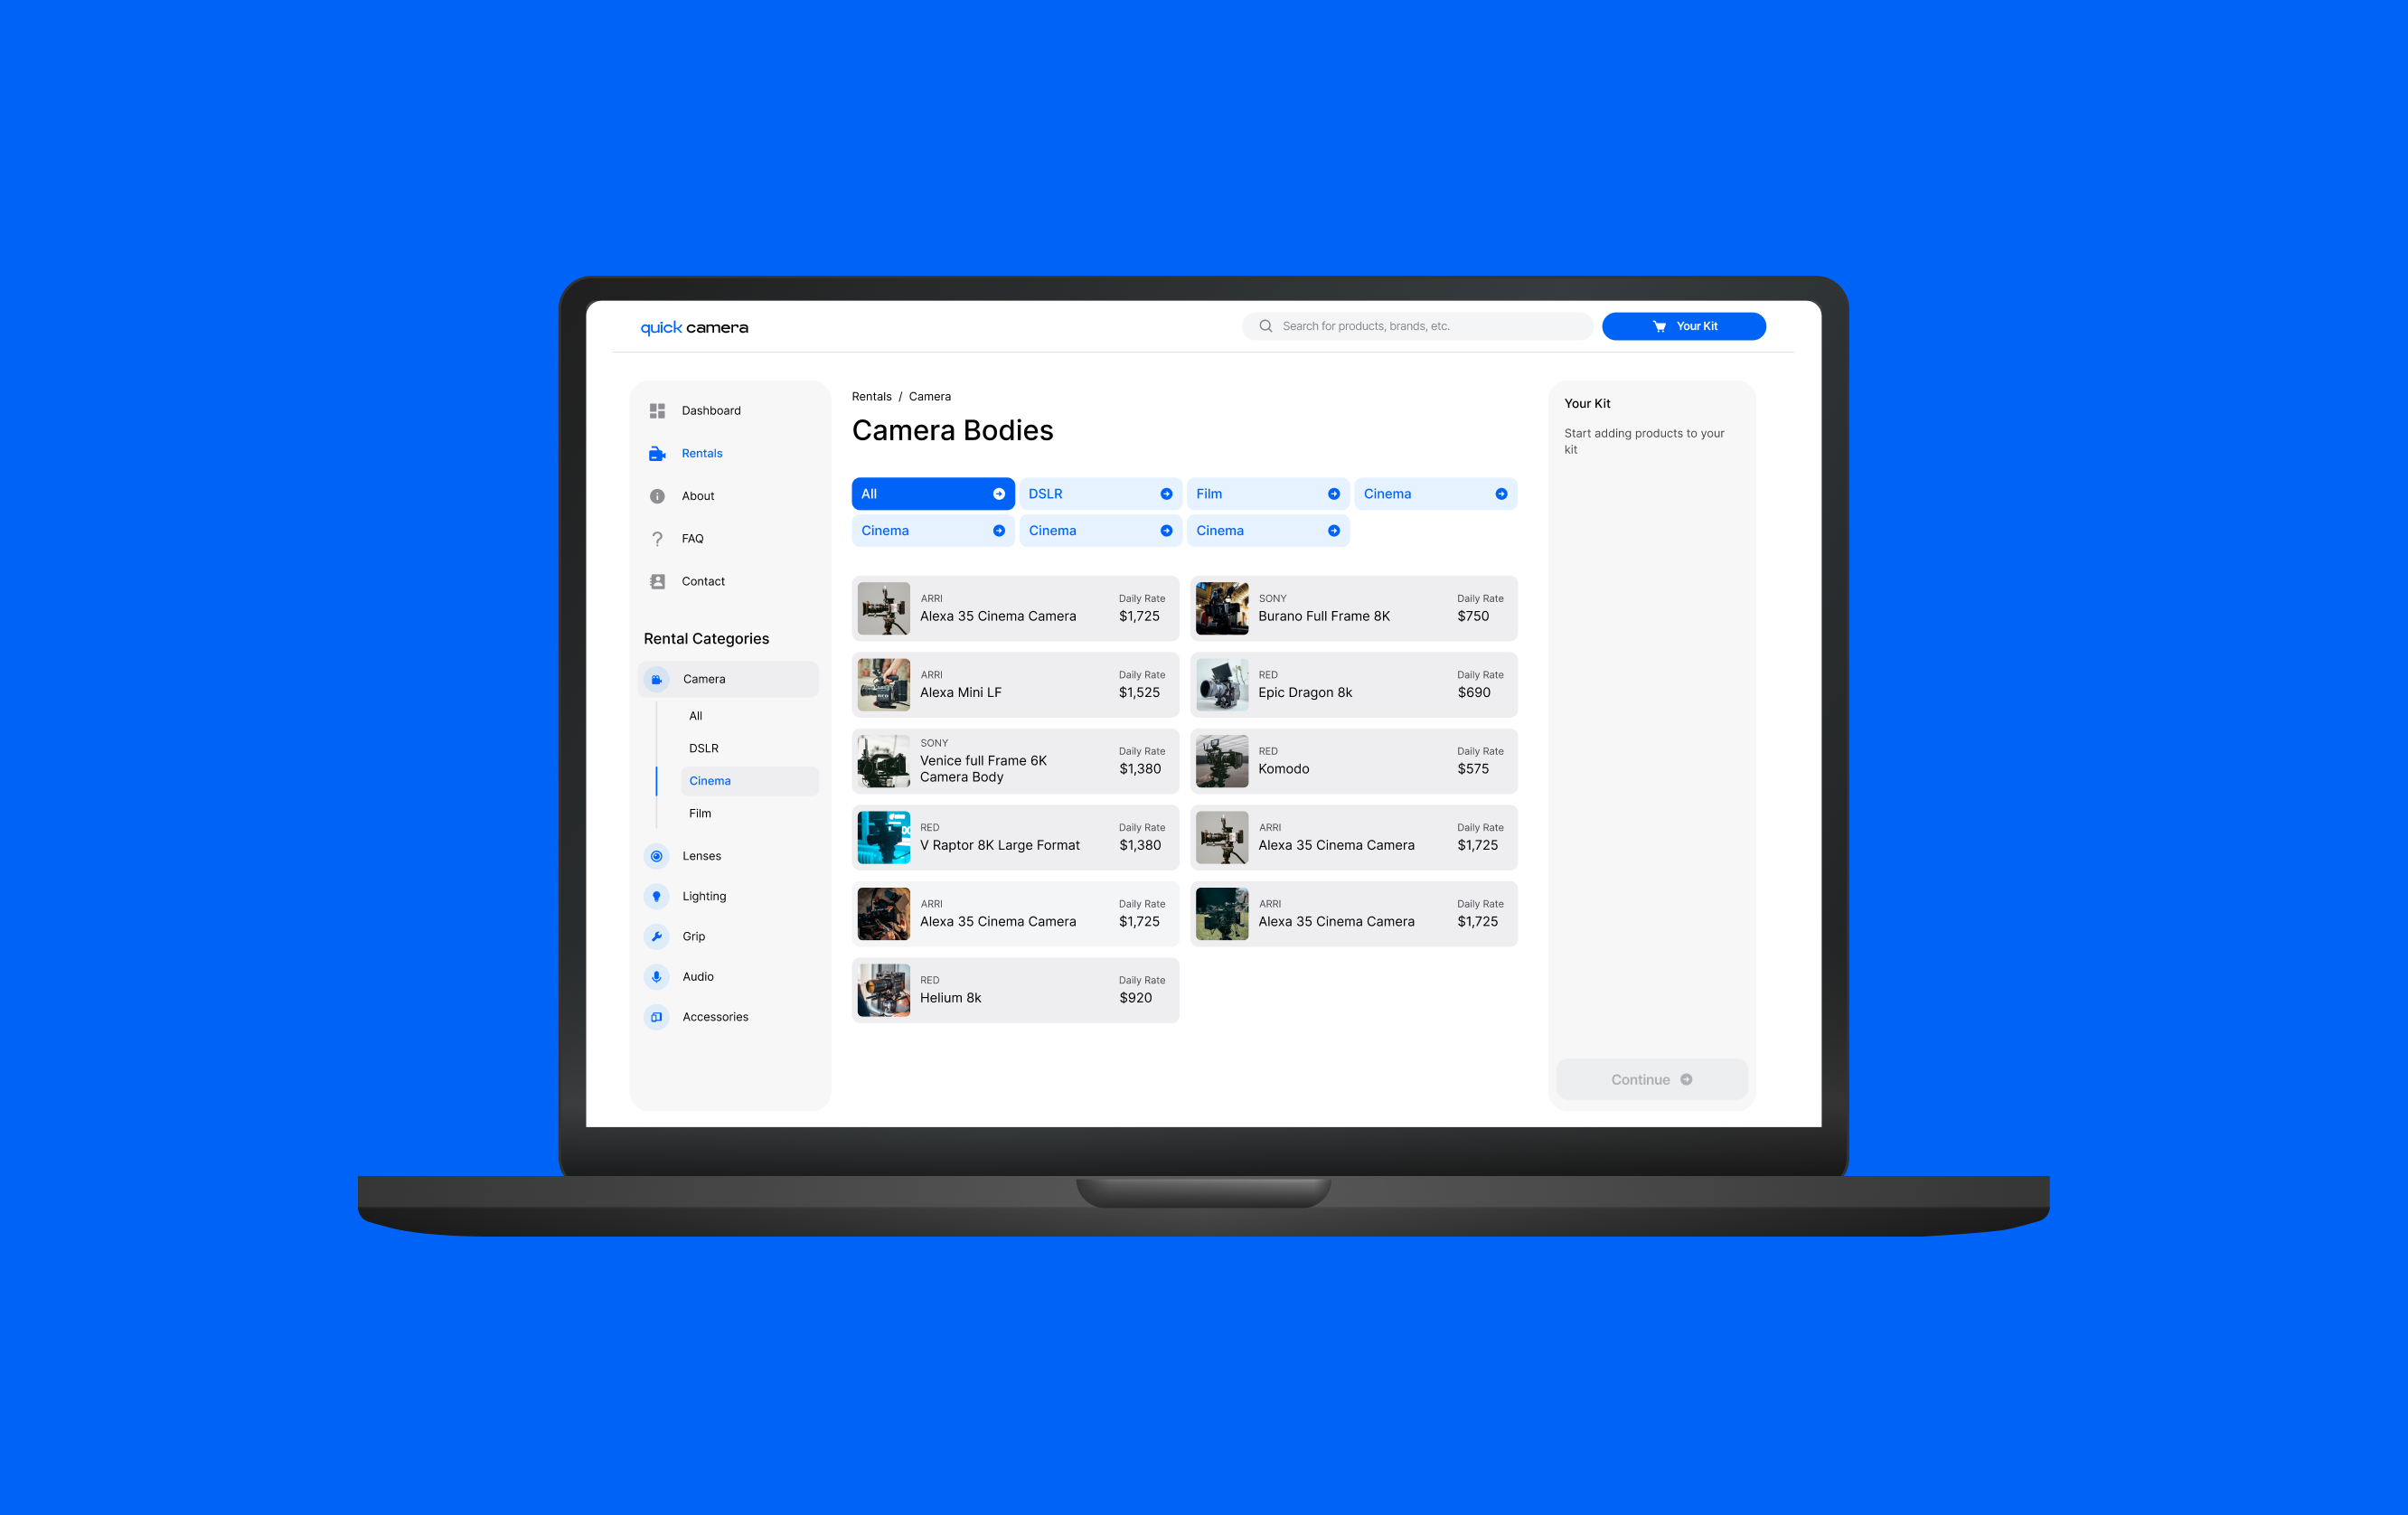 quick camera
Search for products, brands, etc.
Your Kit
Dashboard
Rentals
About
FAQ
Contact
Rental Categories
Camera
All
DSLR
Cinema
Film
Lenses
Lighting
Grip
Audio
Accessories
Rentals / Camera
Camera Bodies
All
DSLR
Film
Cinema
Cinema
Cinema
Cinema
ARRI
Alexa 35 Cinema Camera
Daily Rate
$1,725
SONY
Burano Full Frame 8K
Daily Rate
$750
ARRI
Alexa Mini LF
Daily Rate
$1,525
RED
Epic Dragon 8k
Daily Rate
$690
SONY
Venice full Frame 6K
Camera Body
Daily Rate
$1,380
RED
Komodo
Daily Rate
$575
RED
V Raptor 8K Large Format
Daily Rate
$1,380
ARRI
Alexa 35 Cinema Camera
Daily Rate
$1,725
ARRI
Alexa 35 Cinema Camera
Daily Rate
$1,725
ARRI
Alexa 35 Cinema Camera
Daily Rate
$1,725
RED
Helium 8k
Daily Rate
$920
Your Kit
Start adding products to your
kit
Continue